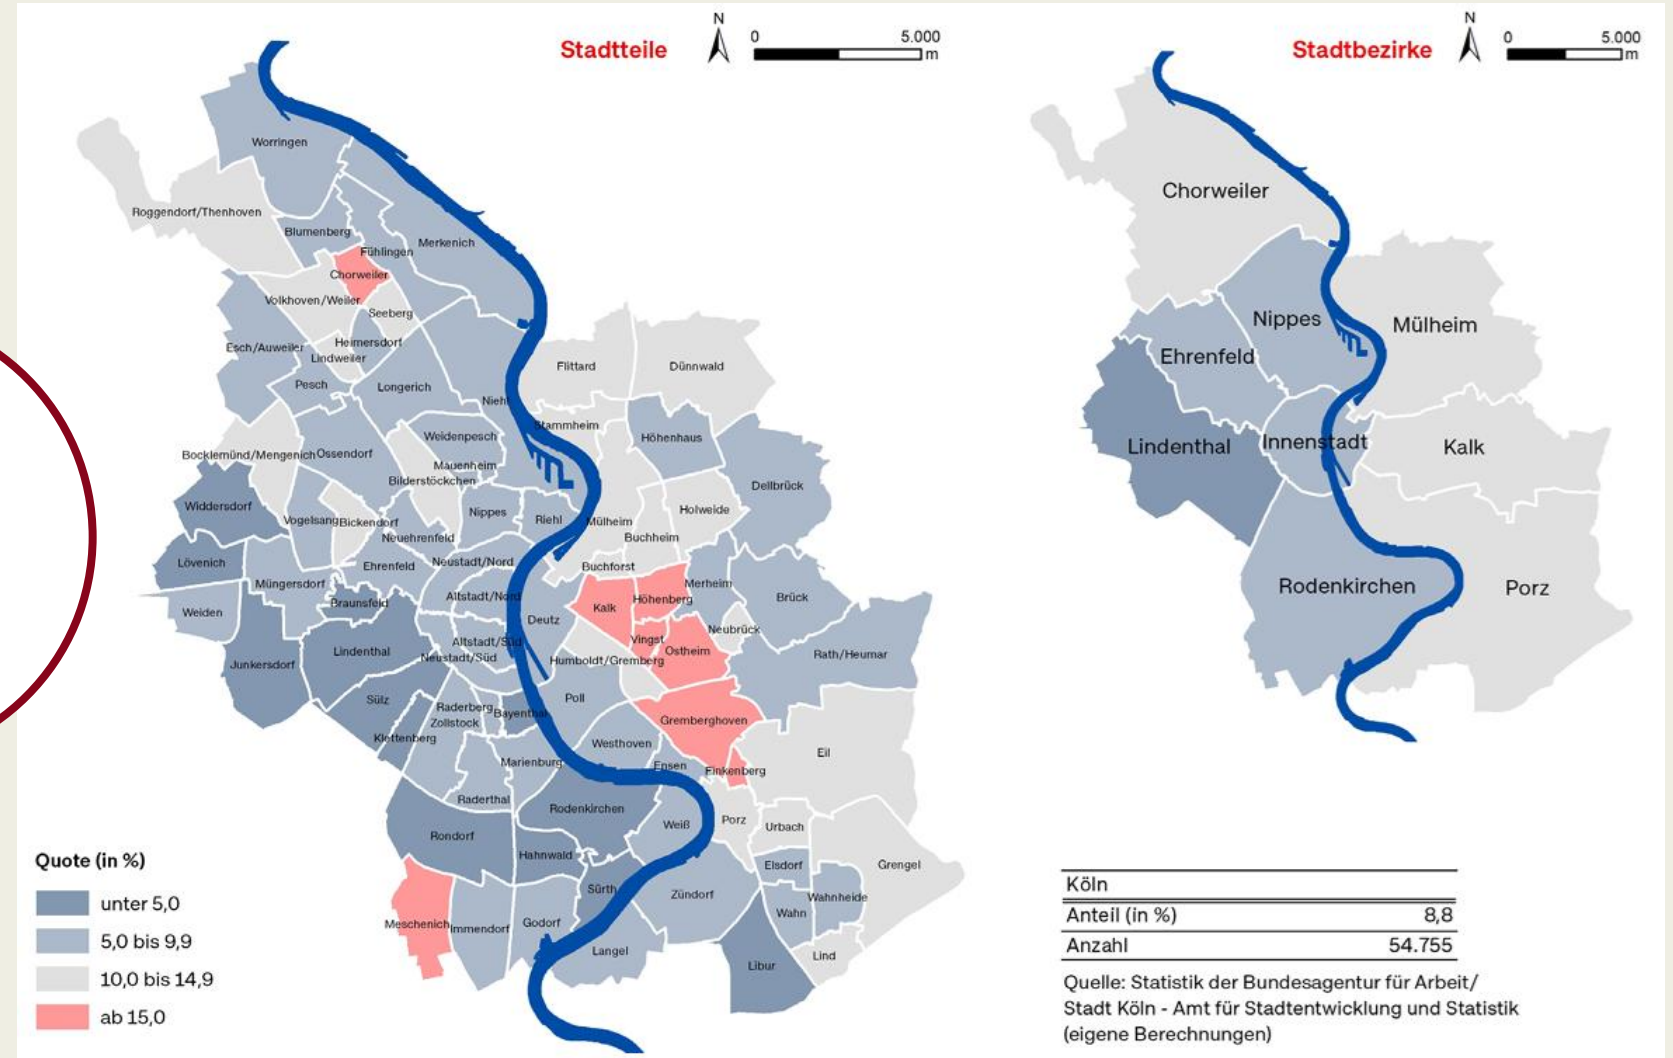 Stadtteile
N
0 5.000
m
Worringen
Roggendorf/Thenhoven
Blumenberg
Fühlingen
Merkenich
Chorweiler
Volkhoven/Weiler
Seeberg
Heimersdorf
Esch/Auweiler
Lindweiler
Pesch
Longerich
Niehl
Flittard
Dünnwald
Stammheim
Höhenhaus
Weidenpesch
Bocklemünd/Mengenich
Ossendorf
Mauenheim
Bilderstöckchen
Dellbrück
Widdersdorf
Vogelsang
Bickendorf
Nippes
Riehl
Mülheim
Holweide
Neuehrenfeld
Buchheim
Lövenich
Ehrenfeld
Neustadt/Nord
Buchforst
Müngersdorf
Merheim
Weiden
Braunsfeld
Altstadt/Nord
Kalk
Höhenberg
Brück
Deutz
Neubrück
Vingst
Altstadt/Süd
Lindenthal
Ostheim
Rath/Heumar
Junkersdorf
Neustadt/Süd
Humboldt/Gremberg
Sülz
Raderberg
Bayenthal
Poll
Zollstock
Gremberghoven
Klettenberg
Westhoven
Eil
Marienburg
Ensen
Finkenberg
Raderthal
Rodenkirchen
Weiß
Porz
Urbach
Rondorf
Hahnwald
Elsdorf
Grengel
Sürth
Zündorf
Wahnheide
Wahn
Meschenich
Immendorf
Godorf
Langel
Libur
Lind
Quote (in %)
unter 5,0
5,0 bis 9,9
10,0 bis 14,9
ab 15,0
Stadtbezirke
N
0 5.000
m
Chorweiler
Nippes
Mülheim
Ehrenfeld
Lindenthal
Innenstadt
Kalk
Rodenkirchen
Porz
Köln
Anteil (in %) 8,8
Anzahl 54.755
Quelle: Statistik der Bundesagentur für Arbeit/
Stadt Köln - Amt für Stadtentwicklung und Statistik
(eigene Berechnungen)